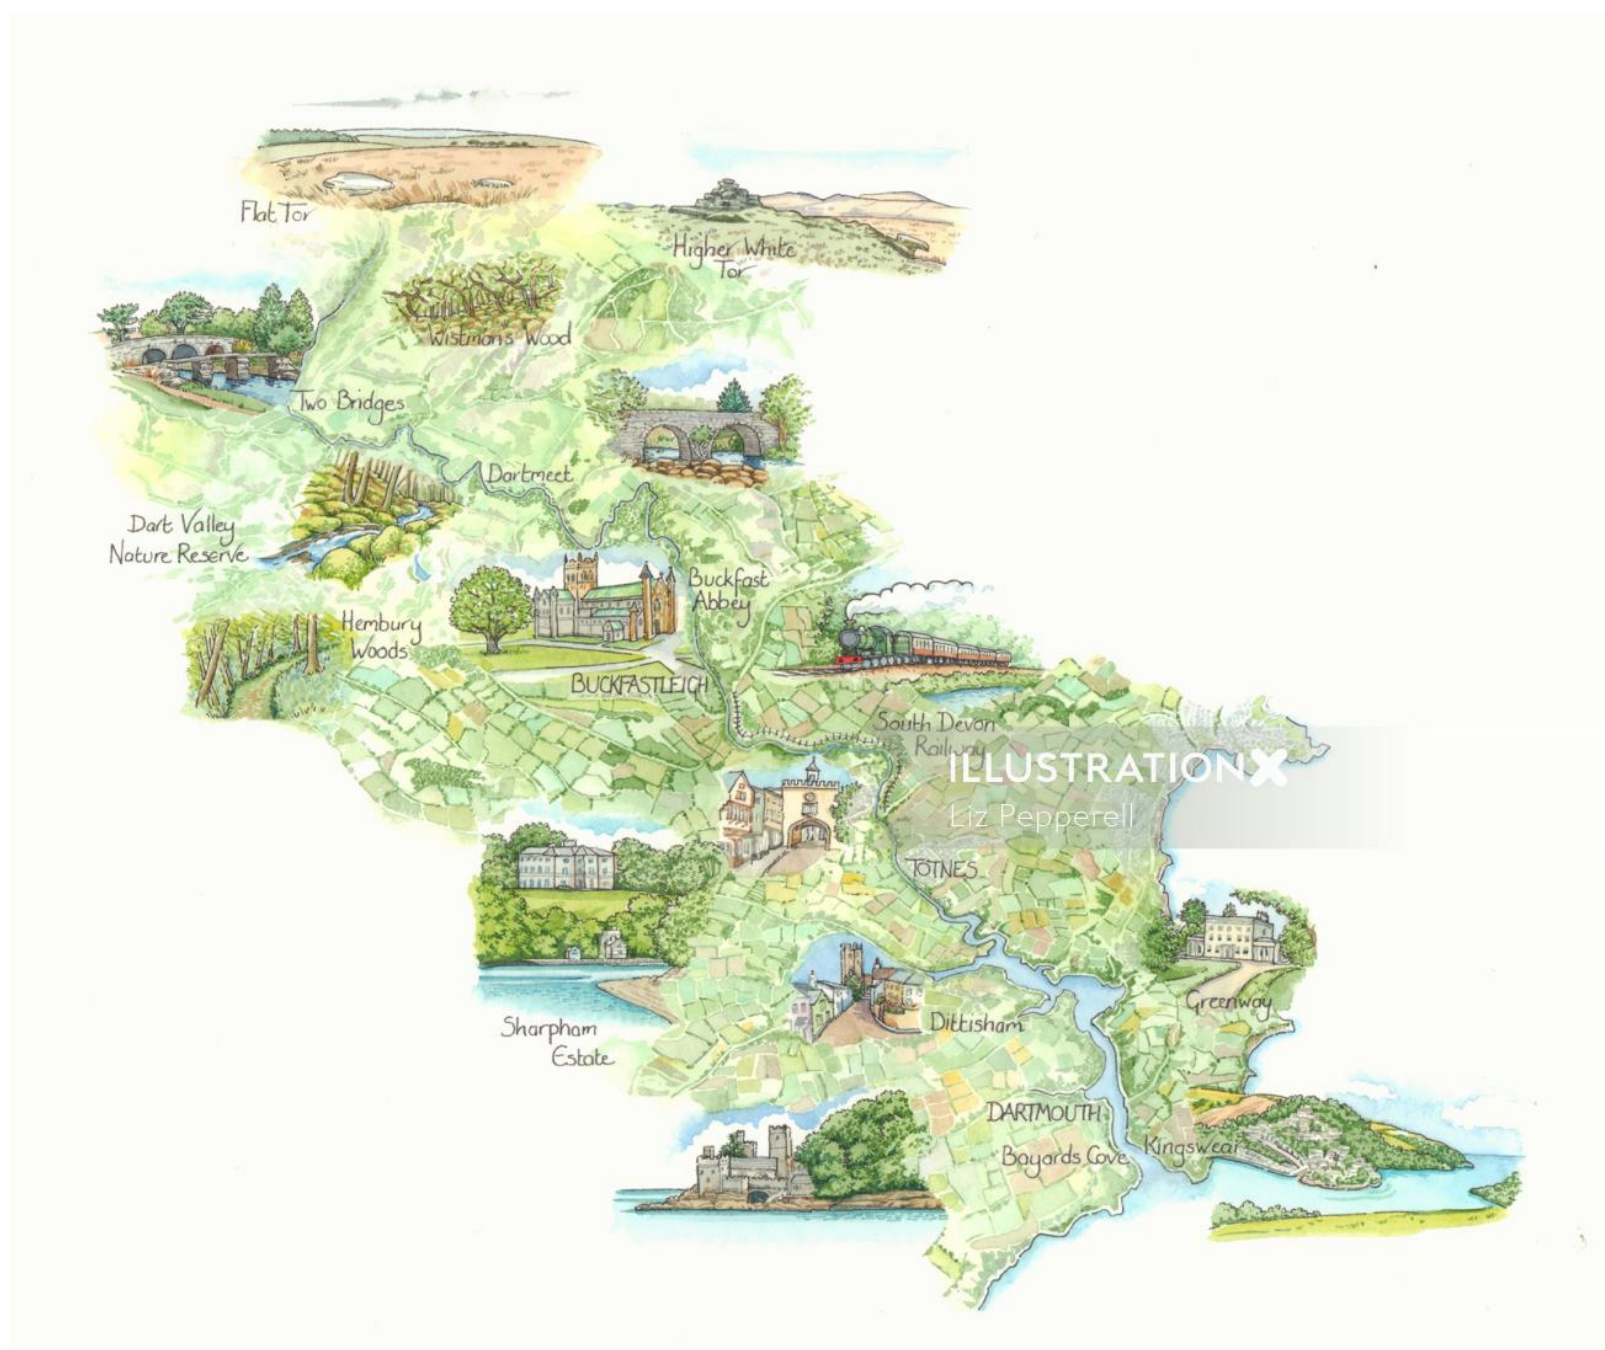 Flat Tor
Higher White
Tor
Wistmans Wood
Two Bridges
Dartmeet
Dart Valley
Nature Reserve
Buckfast
Abbey
Hembury
Woods
BUCKFASTLEIGH
South Devon
Railway
ILLUSTRATIONX
Liz Pepperell
TOTNES
Greenway
Dittisham
Sharpham
Estate
DARTMOUTH
Kingswear
Bayards Cove